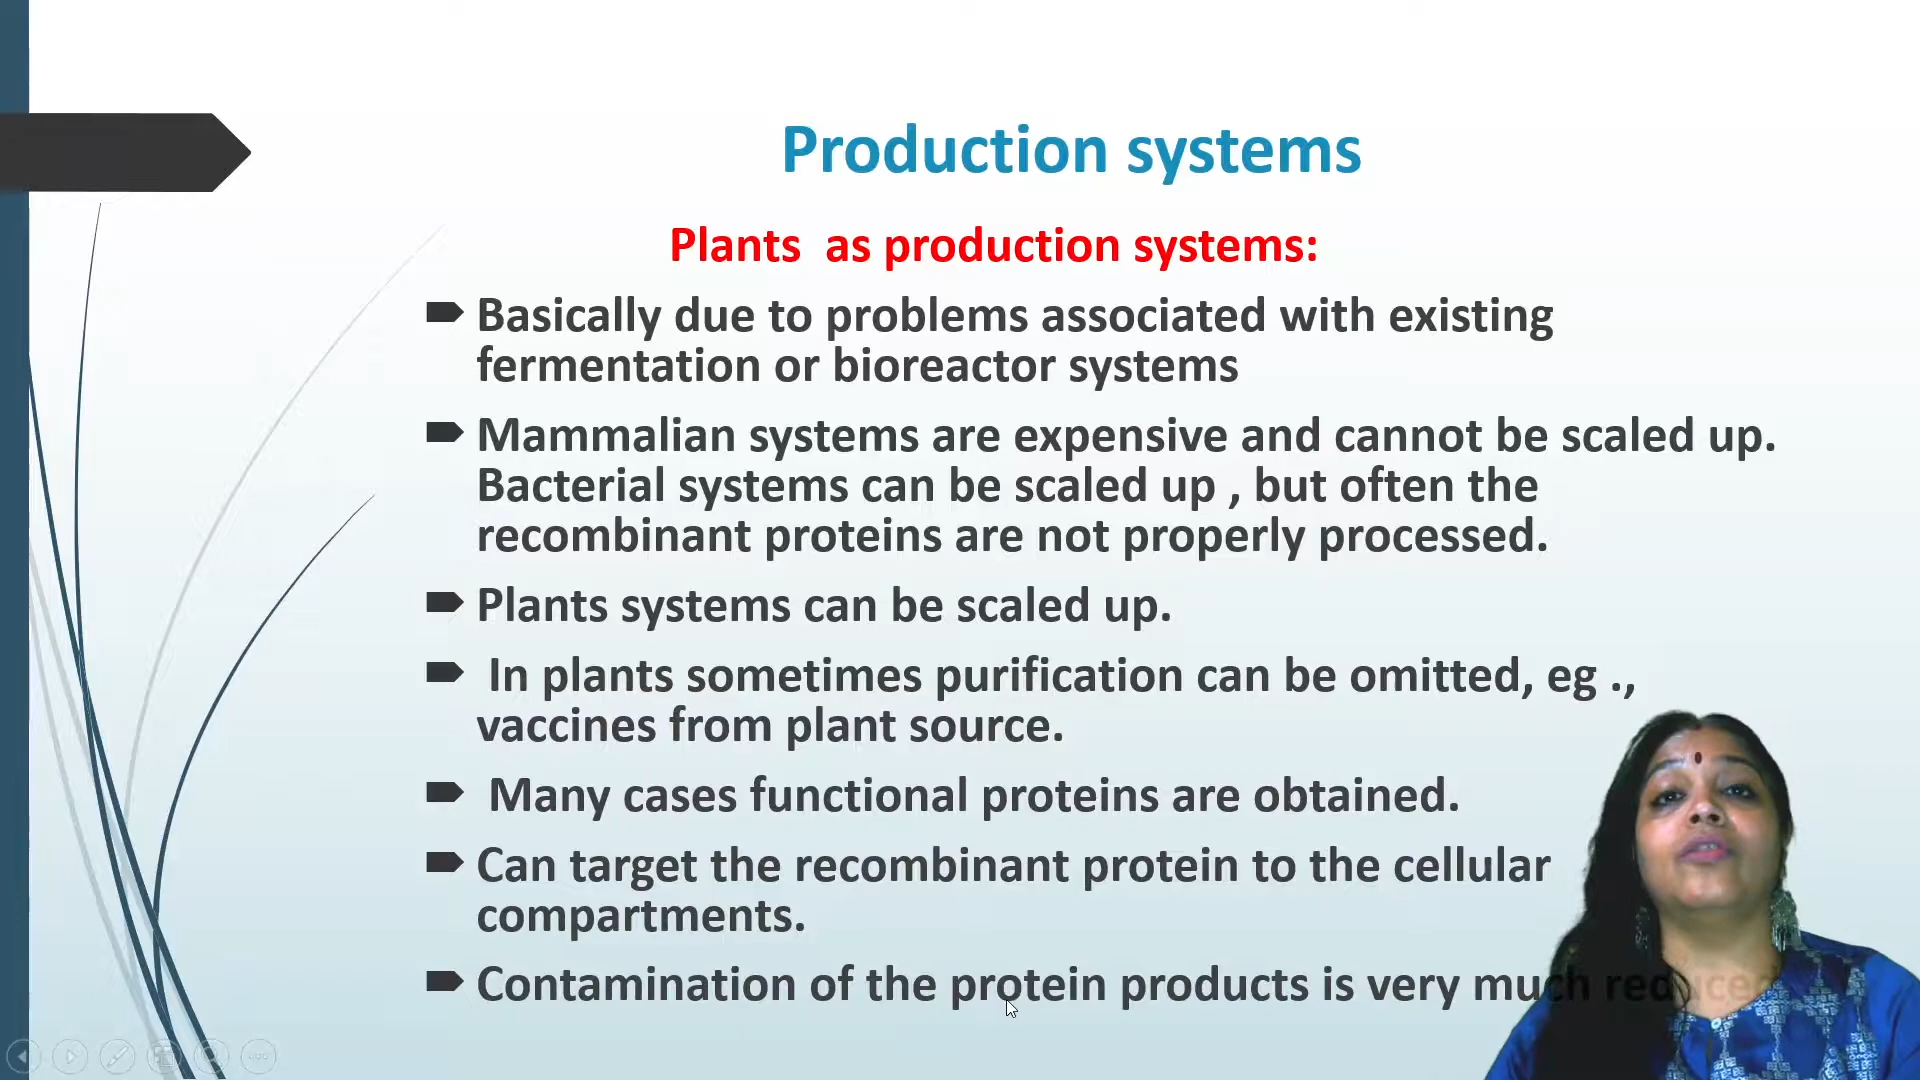 Production systems
Plants as production systems:
Basically due to problems associated with existing
fermentation or bioreactor systems
Mammalian systems are expensive and cannot be scaled up.
Bacterial systems can be scaled up , but often the
recombinant proteins are not properly processed.
Plants systems can be scaled up.
In plants sometimes purification can be omitted, eg .,
vaccines from plant source.
Many cases functional proteins are obtained.
Can target the recombinant protein to the cellular
compartments.
Contamination of the protein products is very much reduced